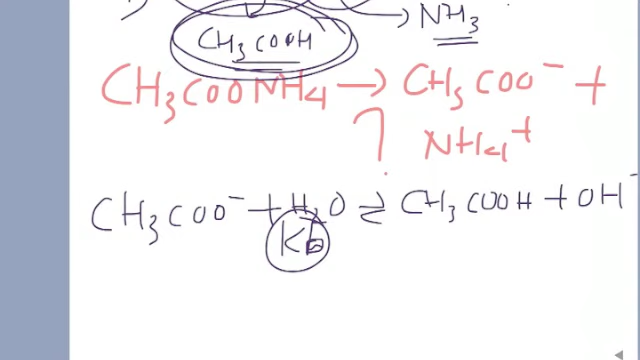 NH3
CH3COOH
CH3COONH4 → CH3COO⁻ +
? NH4⁺
CH3COO⁻ + H2O ⇌ CH3COOH + OH⁻
Kb